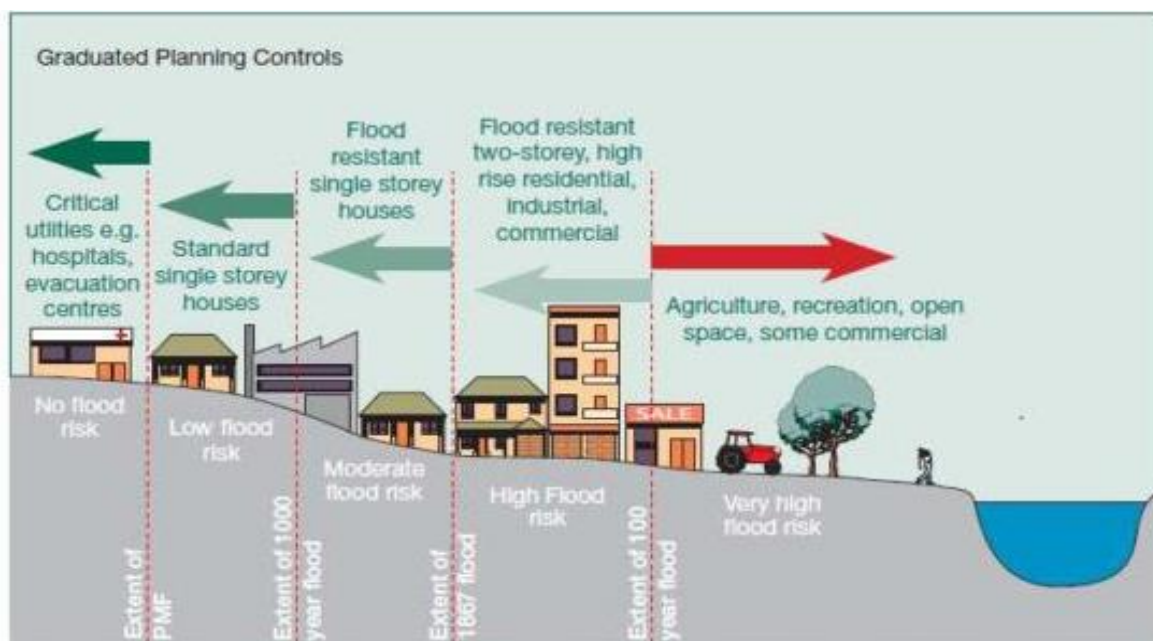 Graduated Planning Controls
Critical
utilities e.g.
hospitals,
evacuation
centres
Standard
single storey
houses
Flood
resistant
single storey
houses
Flood resistant
two-storey, high
rise residential,
industrial,
commercial
Agriculture, recreation, open
space, some commercial
SALE
No flood
risk
Low flood
risk
Moderate
flood risk
High Flood
risk
Very high
flood risk
Extent of
PMF
Extent of 1000
year flood
Extent of
1867 flood
Extent of 100
year flood